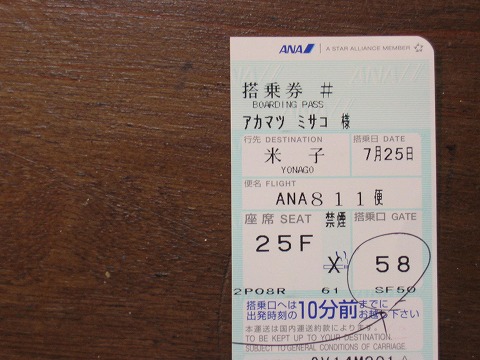 ANA A STAR ALLIANCE MEMBER
搭乗券 #
BOARDING PASS
アカマツ ミサコ 様
行先 DESTINATION 搭乗日 DATE
米子 7月25日
YONAGO
便名 FLIGHT
ANA811便
座席 SEAT 禁煙 搭乗口 GATE
25F 58
2P08R 61 SF50
搭乗口へは出発時刻の10分前までにお越し下さい
本運送は国内運送約款によります。
TO BE KEPT UP TO YOUR DESTINATION.
SUBJECT TO GENERAL CONDITIONS OF CARRIAGE